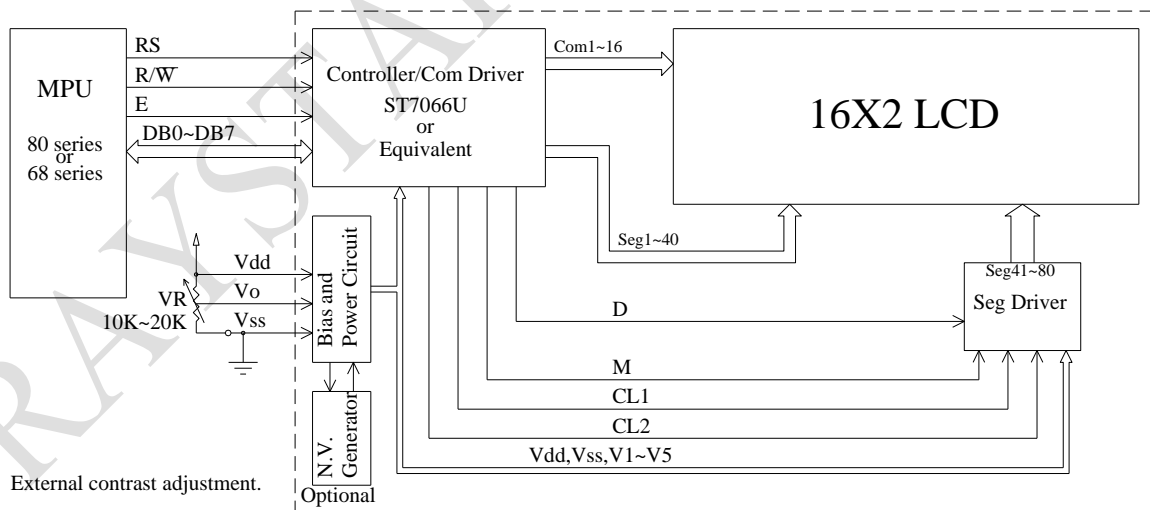 RS
R/W̅
E
DB0~DB7
MPU
80 series
or
68 series
Controller/Com Driver
ST7066U
or
Equivalent
Com1~16
16X2 LCD
Seg1~40
Seg41~80
Seg Driver
Vdd
Vo
Vss
VR
10K~20K
Bias and
Power Circuit
D
M
CL1
CL2
Vdd,Vss,V1~V5
N.V.
Generator
Optional
External contrast adjustment.
RAYSTAR